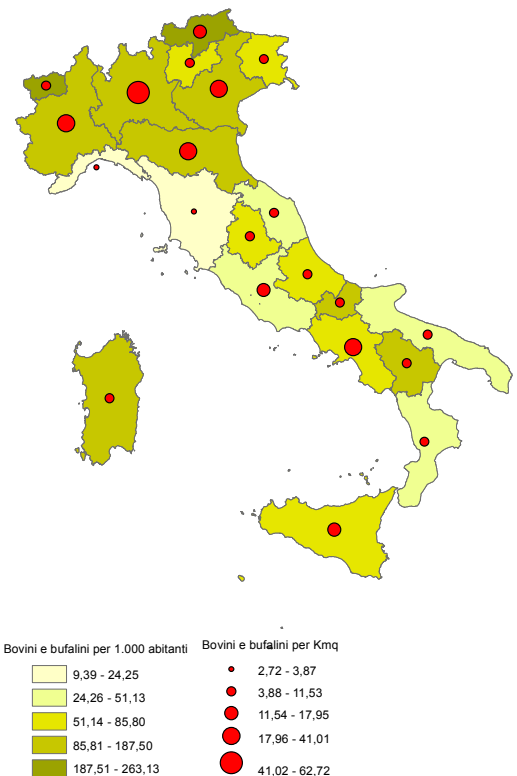 Bovini e bufalini per 1.000 abitanti
9,39 - 24,25
24,26 - 51,13
51,14 - 85,80
85,81 - 187,50
187,51 - 263,13
Bovini e bufalini per Kmq
2,72 - 3,87
3,88 - 11,53
11,54 - 17,95
17,96 - 41,01
41,02 - 62,72